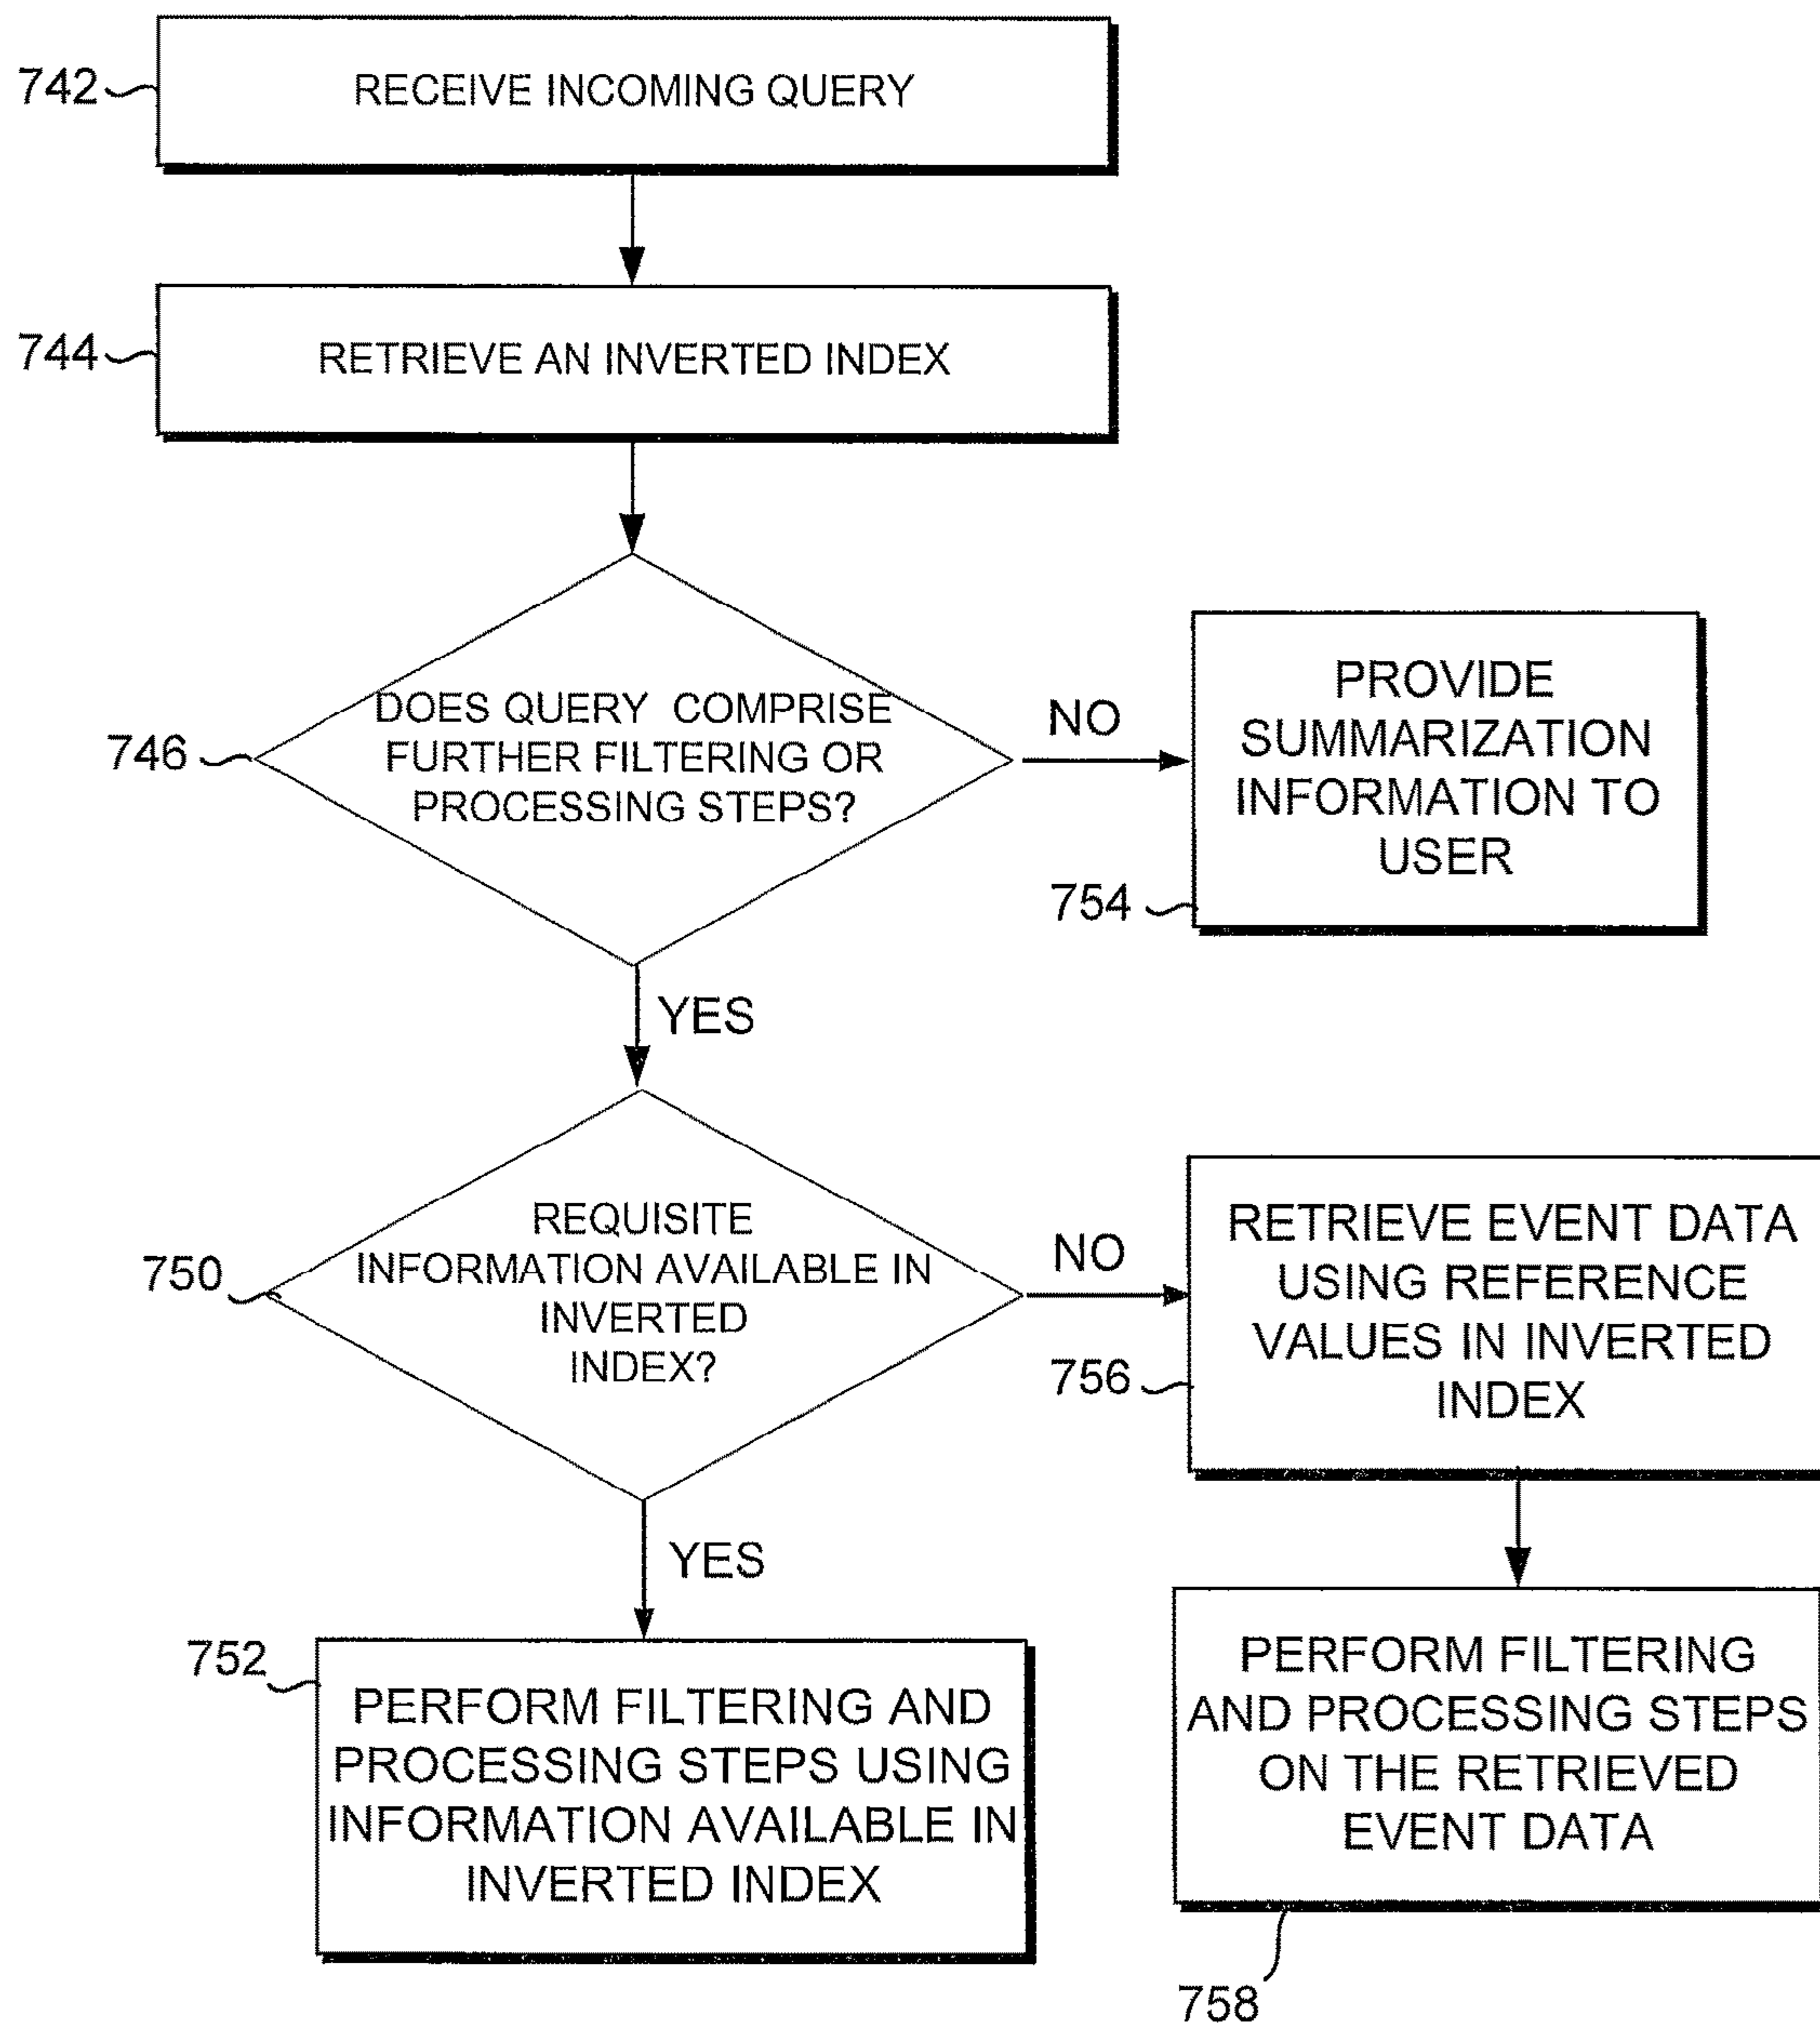 742
RECEIVE INCOMING QUERY
744
RETRIEVE AN INVERTED INDEX
746
DOES QUERY COMPRISE
FURTHER FILTERING OR
PROCESSING STEPS?
NO
PROVIDE
SUMMARIZATION
INFORMATION TO
USER
754
YES
750
REQUISITE
INFORMATION AVAILABLE IN
INVERTED
INDEX?
NO
RETRIEVE EVENT DATA
USING REFERENCE
VALUES IN INVERTED
INDEX
756
YES
752
PERFORM FILTERING AND
PROCESSING STEPS USING
INFORMATION AVAILABLE IN
INVERTED INDEX
PERFORM FILTERING
AND PROCESSING STEPS
ON THE RETRIEVED
EVENT DATA
758